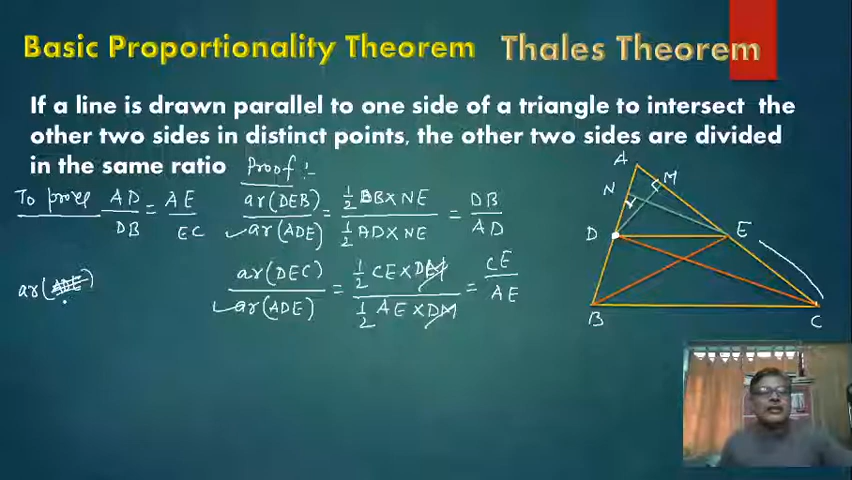 Basic Proportionality Theorem Thales Theorem
If a line is drawn parallel to one side of a triangle to intersect the
other two sides in distinct points, the other two sides are divided
in the same ratio Proof :-
To prove AD/DB = AE/EC
ar(DEB)/ar(ADE) = 1/2 DB X NE / 1/2 AD X NE = DB/AD
ar(DEC)/ar(ADE) = 1/2 CE X DM / 1/2 AE X DM = CE/AE
ar(ADE)
A
M
N
D
E
B
C